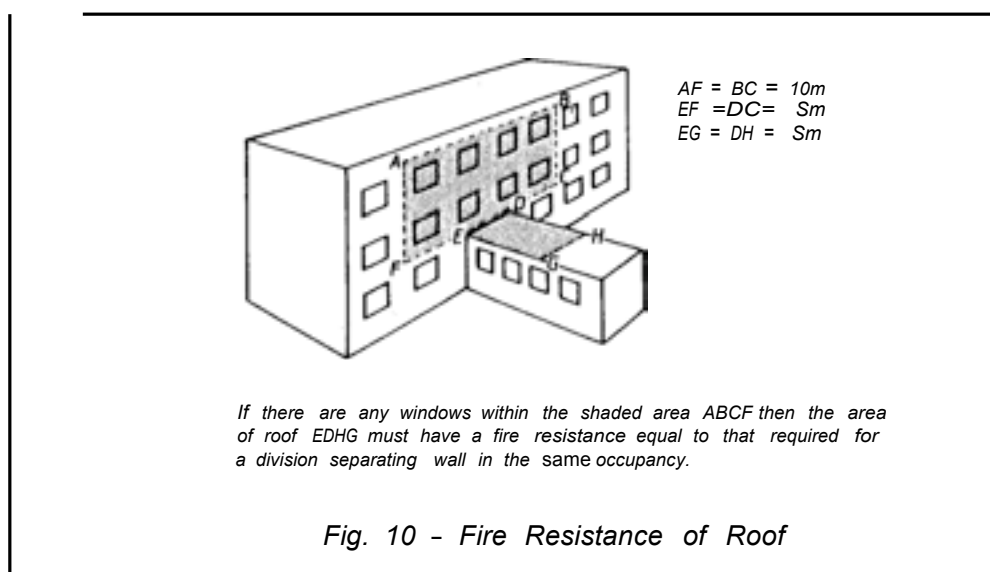 AF = BC = 10m
EF =DC= Sm
EG = DH = Sm
A
B
C
D
E
F
G
H
If there are any windows within the shaded area ABCF then the area
of roof EDHG must have a fire resistance equal to that required for
a division separating wall in the same occupancy.
Fig. 10 - Fire Resistance of Roof